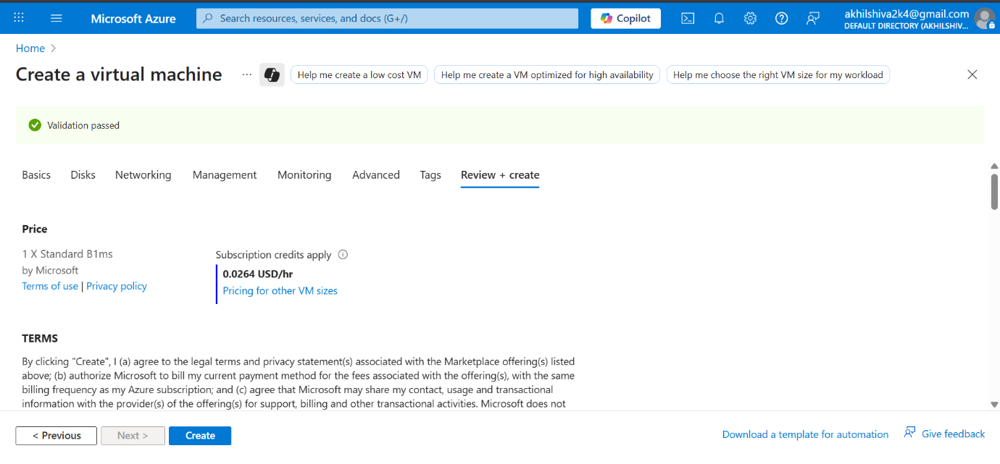 Microsoft Azure
Search resources, services, and docs (G+/)
Copilot
akhilshiva2k4@gmail.com
DEFAULT DIRECTORY (AKHILSHIV...
Home >
Create a virtual machine
...
Help me create a low cost VM
Help me create a VM optimized for high availability
Help me choose the right VM size for my workload
Validation passed
Basics Disks Networking Management Monitoring Advanced Tags Review + create
Price
1 X Standard B1ms
by Microsoft
Terms of use | Privacy policy
Subscription credits apply
0.0264 USD/hr
Pricing for other VM sizes
TERMS
By clicking "Create", I (a) agree to the legal terms and privacy statement(s) associated with the Marketplace offering(s) listed
above; (b) authorize Microsoft to bill my current payment method for the fees associated with the offering(s), with the same
billing frequency as my Azure subscription; and (c) agree that Microsoft may share my contact, usage and transactional
information with the provider(s) of the offering(s) for support, billing and other transactional activities. Microsoft does not
< Previous
Next >
Create
Download a template for automation
Give feedback